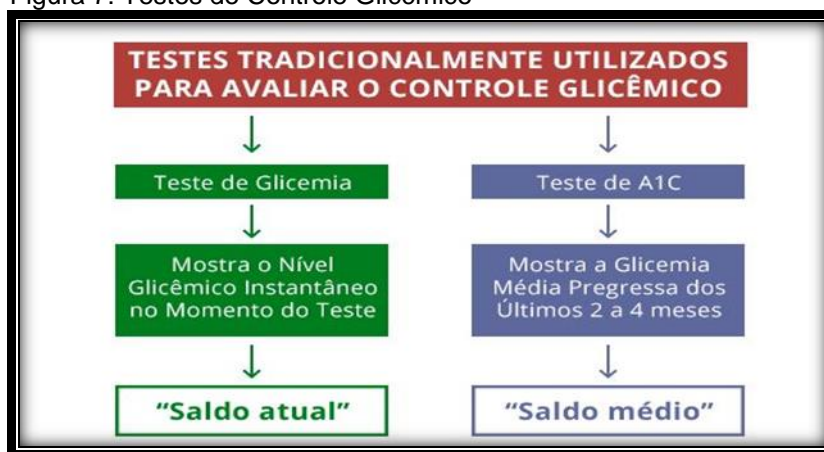 Figura 7: Testes de Controle Glicêmico
TESTES TRADICIONALMENTE UTILIZADOS
PARA AVALIAR O CONTROLE GLICÊMICO
Teste de Glicemia
Mostra o Nível
Glicêmico Instantâneo
no Momento do Teste
“Saldo atual”
Teste de A1C
Mostra a Glicemia
Média Pregressa dos
Últimos 2 a 4 meses
“Saldo médio”